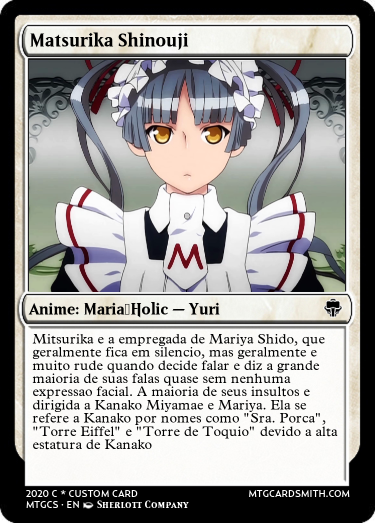 Matsurika Shinouji
M
Anime: Maria□Holic — Yuri
Mitsurika e a empregada de Mariya Shido, que
geralmente fica em silencio, mas geralmente e
muito rude quando decide falar e diz a grande
maioria de suas falas quase sem nenhuma
expressao facial. A maioria de seus insultos e
dirigida a Kanako Miyamae e Mariya. Ela se
refere a Kanako por nomes como "Sra. Porca",
"Torre Eiffel" e "Torre de Toquio" devido a alta
estatura de Kanako
2020 C * CUSTOM CARD
MTGCS · EN Sherlott Company
MTGCARDSMITH.COM